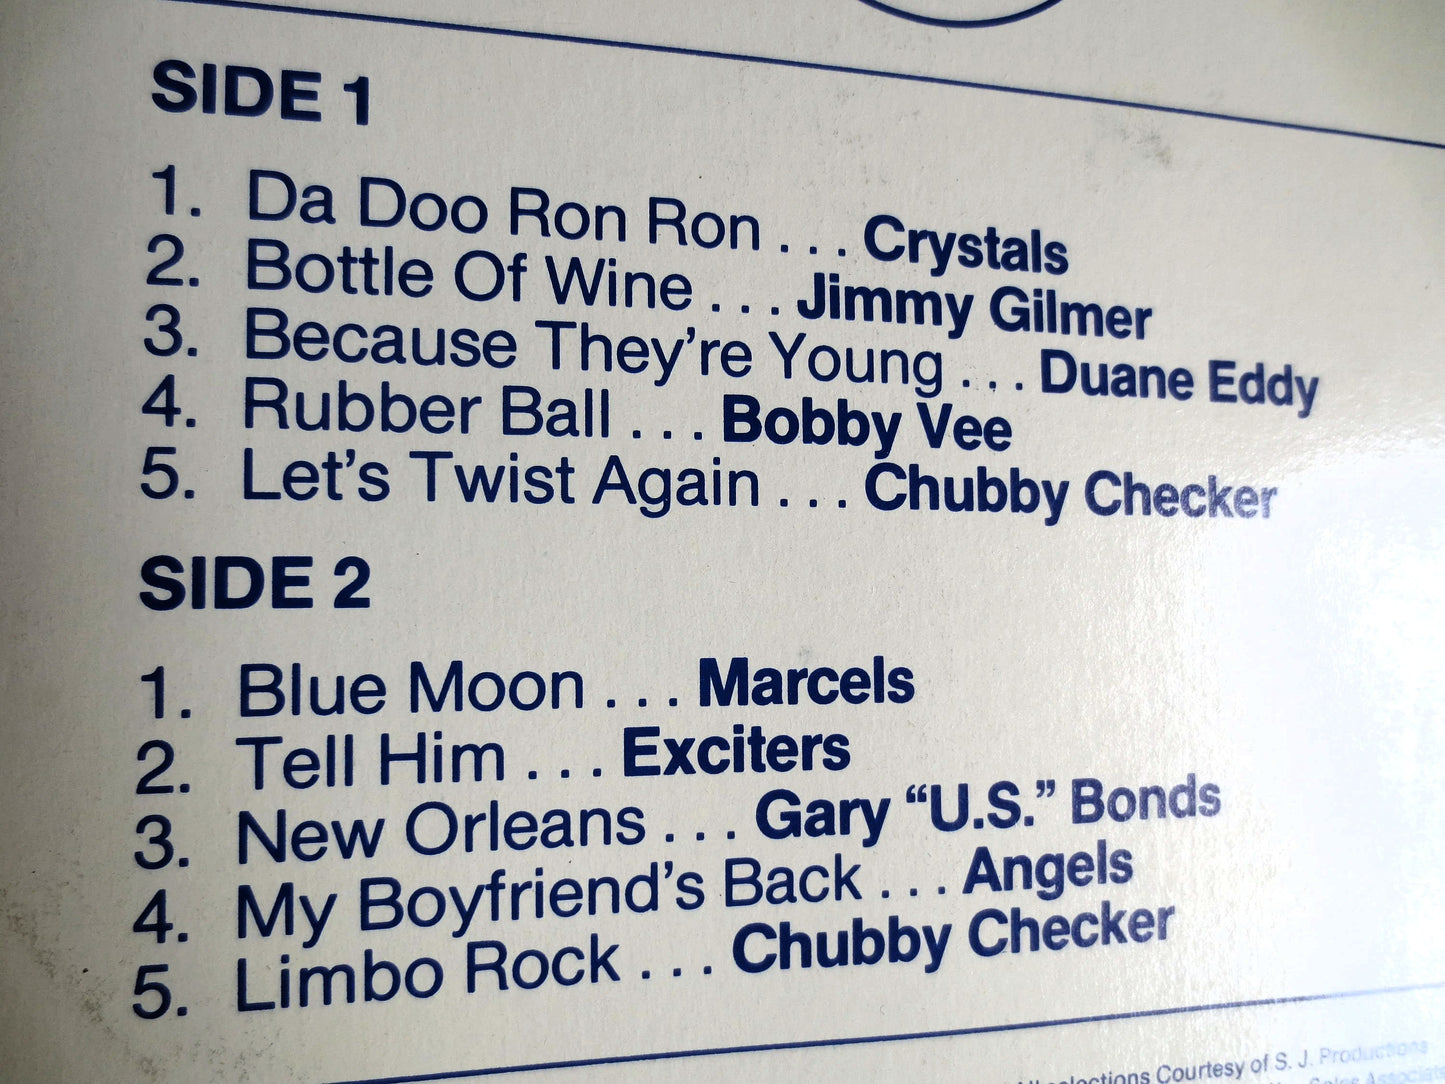 SIDE 1
1. Da Doo Ron Ron . . . Crystals
2. Bottle Of Wine . . . Jimmy Gilmer
3. Because They’re Young . . . Duane Eddy
4. Rubber Ball . . . Bobby Vee
5. Let’s Twist Again . . . Chubby Checker
SIDE 2
1. Blue Moon . . . Marcels
2. Tell Him . . . Exciters
3. New Orleans . . . Gary “U.S.” Bonds
4. My Boyfriend’s Back . . . Angels
5. Limbo Rock . . . Chubby Checker
selections Courtesy of S. J. Productions